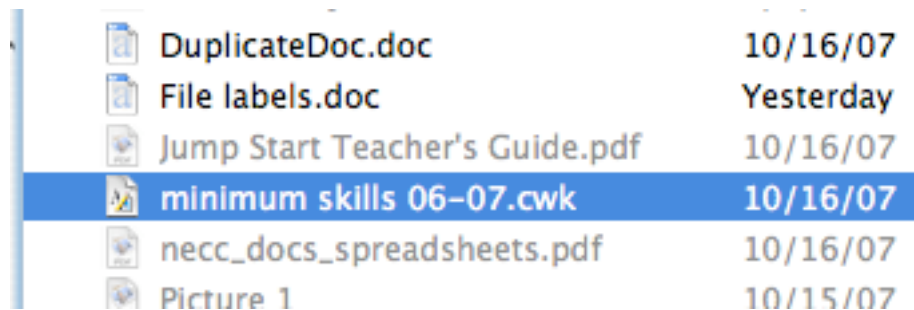 DuplicateDoc.doc 10/16/07
File labels.doc Yesterday
Jump Start Teacher's Guide.pdf 10/16/07
minimum skills 06-07.cwk 10/16/07
necc_docs_spreadsheets.pdf 10/16/07
Picture 1 10/15/07